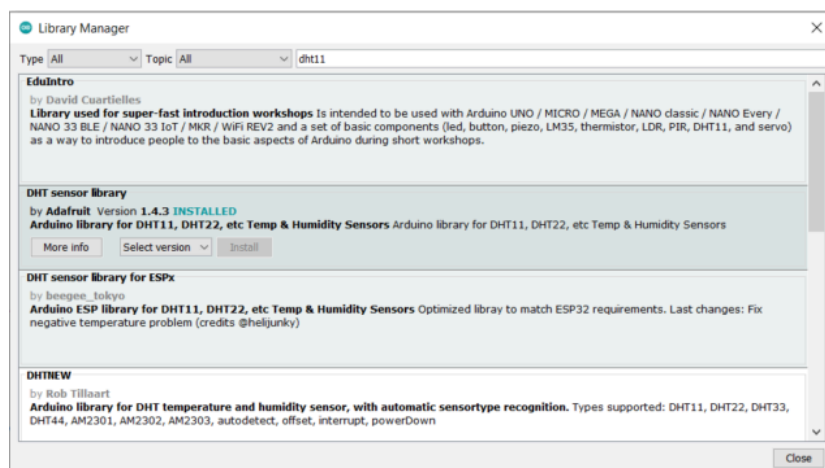 Library Manager
Type All Topic All dht11
EduIntro
by David Cuartielles
Library used for super-fast introduction workshops Is intended to be used with Arduino UNO / MICRO / MEGA / NANO classic / NANO Every /
NANO 33 BLE / NANO 33 IoT / MKR / WiFi REV2 and a set of basic components (led, button, piezo, LM35, thermistor, LDR, PIR, DHT11, and servo)
as a way to introduce people to the basic aspects of Arduino during short workshops.
DHT sensor library
by Adafruit Version 1.4.3 INSTALLED
Arduino library for DHT11, DHT22, etc Temp & Humidity Sensors Arduino library for DHT11, DHT22, etc Temp & Humidity Sensors
More info Select version Install
DHT sensor library for ESPx
by beegee_tokyo
Arduino ESP library for DHT11, DHT22, etc Temp & Humidity Sensors Optimized libray to match ESP32 requirements. Last changes: Fix
negative temperature problem (credits @helijunky)
DHTNEW
by Rob Tillaart
Arduino library for DHT temperature and humidity sensor, with automatic sensortype recognition. Types supported: DHT11, DHT22, DHT33,
DHT44, AM2301, AM2302, AM2303, autodetect, offset, interrupt, powerDown
Close